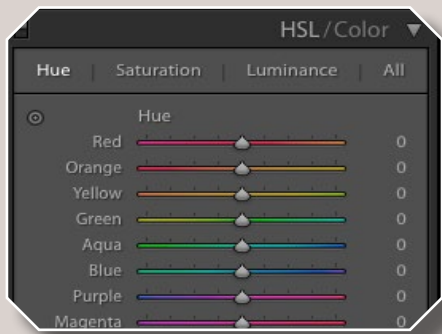 HSL / Color
Hue | Saturation | Luminance | All
Hue
Red 0
Orange 0
Yellow 0
Green 0
Aqua 0
Blue 0
Purple 0
Magenta 0